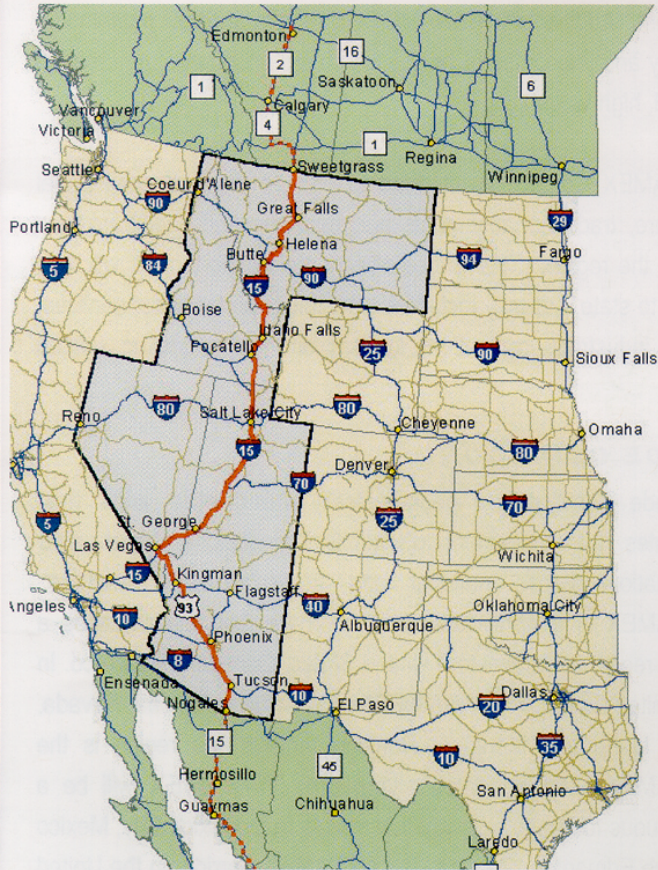 Edmonton
16
2
Saskatoon
1
6
Calgary
Vancouver
4
Victoria
1
Regina
Sweetgrass
Winnipeg
Seattle
Coeur d'Alene
90
Great Falls
29
Portland
Helena
Butte
94
Fargo
5
84
15
90
Boise
Idaho Falls
Pocatello
25
90
Sioux Falls
80
80
Reno
Salt Lake City
Cheyenne
Omaha
15
80
Denver
70
70
5
25
St. George
Las Vegas
Wichita
15
Kingman
Flagstaff
93
40
Angeles
10
Albuquerque
Oklahoma City
Phoenix
8
Ensenada
Tucson
10
Dallas
Nogales
El Paso
20
15
35
45
10
Hermosillo
San Antonio
Guaymas
Chihuahua
Laredo